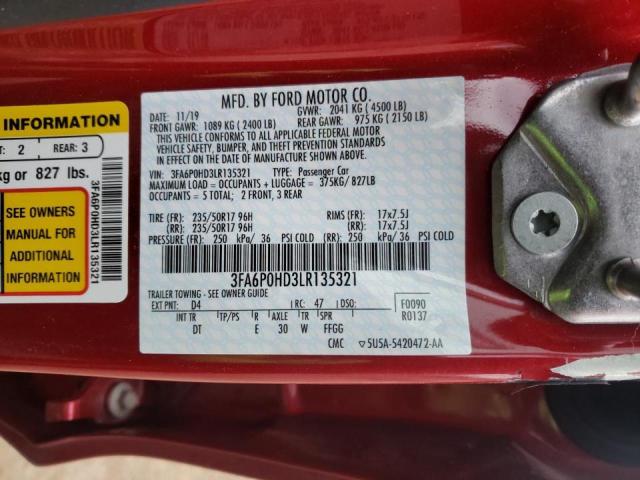 INFORMATION
2 REAR: 3
kg or 827 lbs.
SEE OWNERS
MANUAL FOR
ADDITIONAL
INFORMATION
3FA6P0HD3LR135321
MFD. BY FORD MOTOR CO.
11/19 GVWR: 2041 KG ( 4500 LB)
FRONT GAWR: 1089 KG ( 2400 LB) REAR GAWR: 975 KG ( 2150 LB)
THIS VEHICLE CONFORMS TO ALL APPLICABLE FEDERAL MOTOR
VEHICLE SAFETY, BUMPER, AND THEFT PREVENTION STANDARDS
IN EFFECT ON THE DATE OF MANUFACTURE SHOWN ABOVE.
VIN: 3FA6P0HD3LR135321 TYPE: Passenger Car
MAXIMUM LOAD = OCCUPANTS + LUGGAGE = 375KG/ 827LB
OCCUPANTS = 5 TOTAL; 2 FRONT, 3 REAR
TIRE (FR): 235/50R17 96H RIMS (FR): 17x7.5J
(RR): 235/50R17 96H (RR): 17x7.5J
PRESSURE (FR): 250 kPa/ 36 PSI COLD (RR): 250 kPa/ 36 PSI COLD
3FA6P0HD3LR135321
TRAILER TOWING - SEE OWNER GUIDE
EXT PNT: D4 RC: 47 DSO: F0090
INT TR TP/PS R AXLE TR SPR R0137
DT E 30 W FFGG
CMC ▽5U5A-5420472-AA